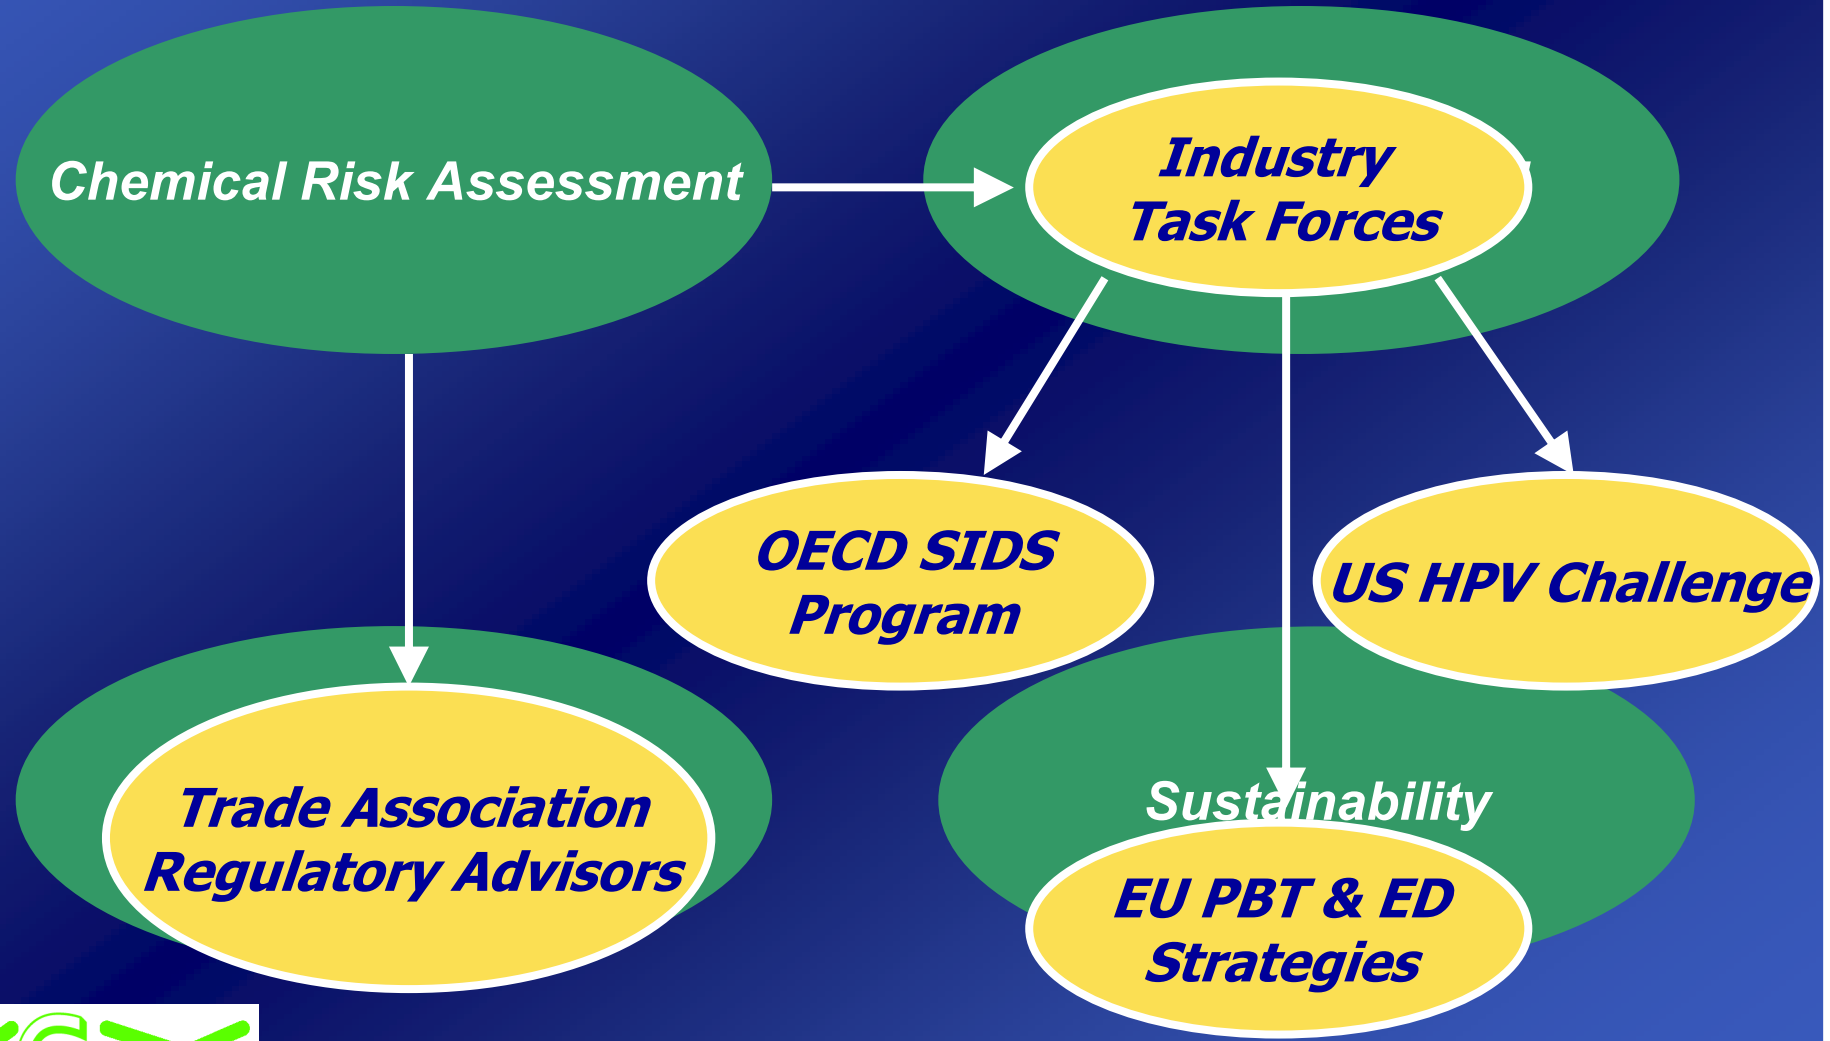 Chemical Risk Assessment
Industry
Task Forces
OECD SIDS
Program
US HPV Challenge
Trade Association
Regulatory Advisors
Sustainability
EU PBT & ED
Strategies